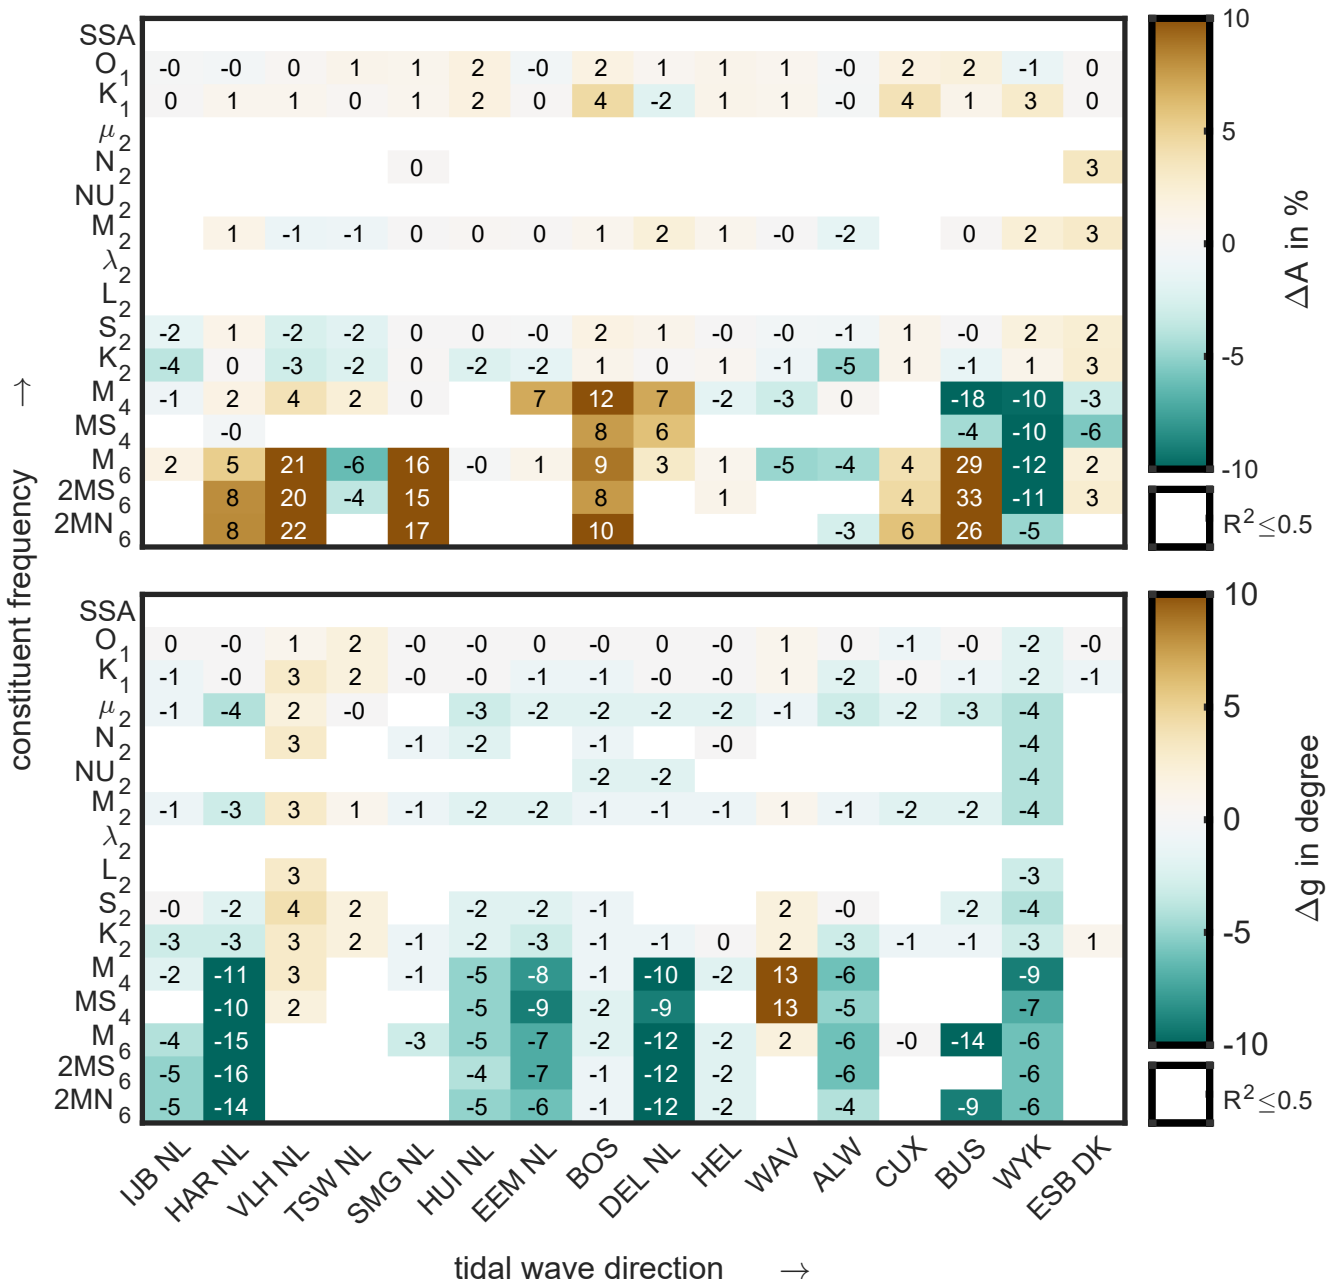 SSA
O1 -0 -0 0 1 1 2 -0 2 1 1 1 -0 2 2 -1 0
K1 0 1 1 0 1 2 0 4 -2 1 1 -0 4 1 3 0
μ2
N2 0 3
NU2
M2 1 -1 -1 0 0 0 1 2 1 -0 -2 0 2 3
λ2
L2
S2 -2 1 -2 -2 0 0 -0 2 1 -0 -0 -1 1 -0 2 2
K2 -4 0 -3 -2 0 -2 -2 1 0 1 -1 -5 1 -1 1 3
M4 -1 2 4 2 0 7 12 7 -2 -3 0 -18 -10 -3
MS4 -0 8 6 -4 -10 -6
M6 2 5 21 -6 16 -0 1 9 3 1 -5 -4 4 29 -12 2
2MS6 8 20 -4 15 8 1 4 33 -11 3
2MN6 8 22 17 10 -3 6 26 -5
10
5
0
-5
-10
ΔA in %
R2≤0.5
constituent frequency →
SSA
O1 0 -0 1 2 -0 -0 0 -0 0 -0 1 0 -1 -0 -2 -0
K1 -1 -0 3 2 -0 -0 -1 -1 -0 -0 1 -2 -0 -1 -2 -1
μ2 -1 -4 2 -0 -3 -2 -2 -2 -2 -1 -3 -2 -3 -4
N2 3 -1 -2 -1 -0 -4
NU2 -2 -2 -4
M2 -1 -3 3 1 -1 -2 -2 -1 -1 -1 1 -1 -2 -2 -4
λ2
L2 3 -3
S2 -0 -2 4 2 -2 -2 -1 2 -0 -2 -4
K2 -3 -3 3 2 -1 -2 -3 -1 -1 0 2 -3 -1 -1 -3 1
M4 -2 -11 3 -1 -5 -8 -1 -10 -2 13 -6 -9
MS4 -10 2 -5 -9 -2 -9 13 -5 -7
M6 -4 -15 -3 -5 -7 -2 -12 -2 2 -6 -0 -14 -6
2MS6 -5 -16 -4 -7 -1 -12 -2 -6 -6
2MN6 -5 -14 -5 -6 -1 -12 -2 -4 -9 -6
10
5
0
-5
-10
Δg in degree
R2≤0.5
IJB NL HAR NL VLH NL TSW NL SMG NL HUI NL EEM NL BOS DEL NL HEL WAV ALW CUX BUS WYK ESB DK
tidal wave direction →